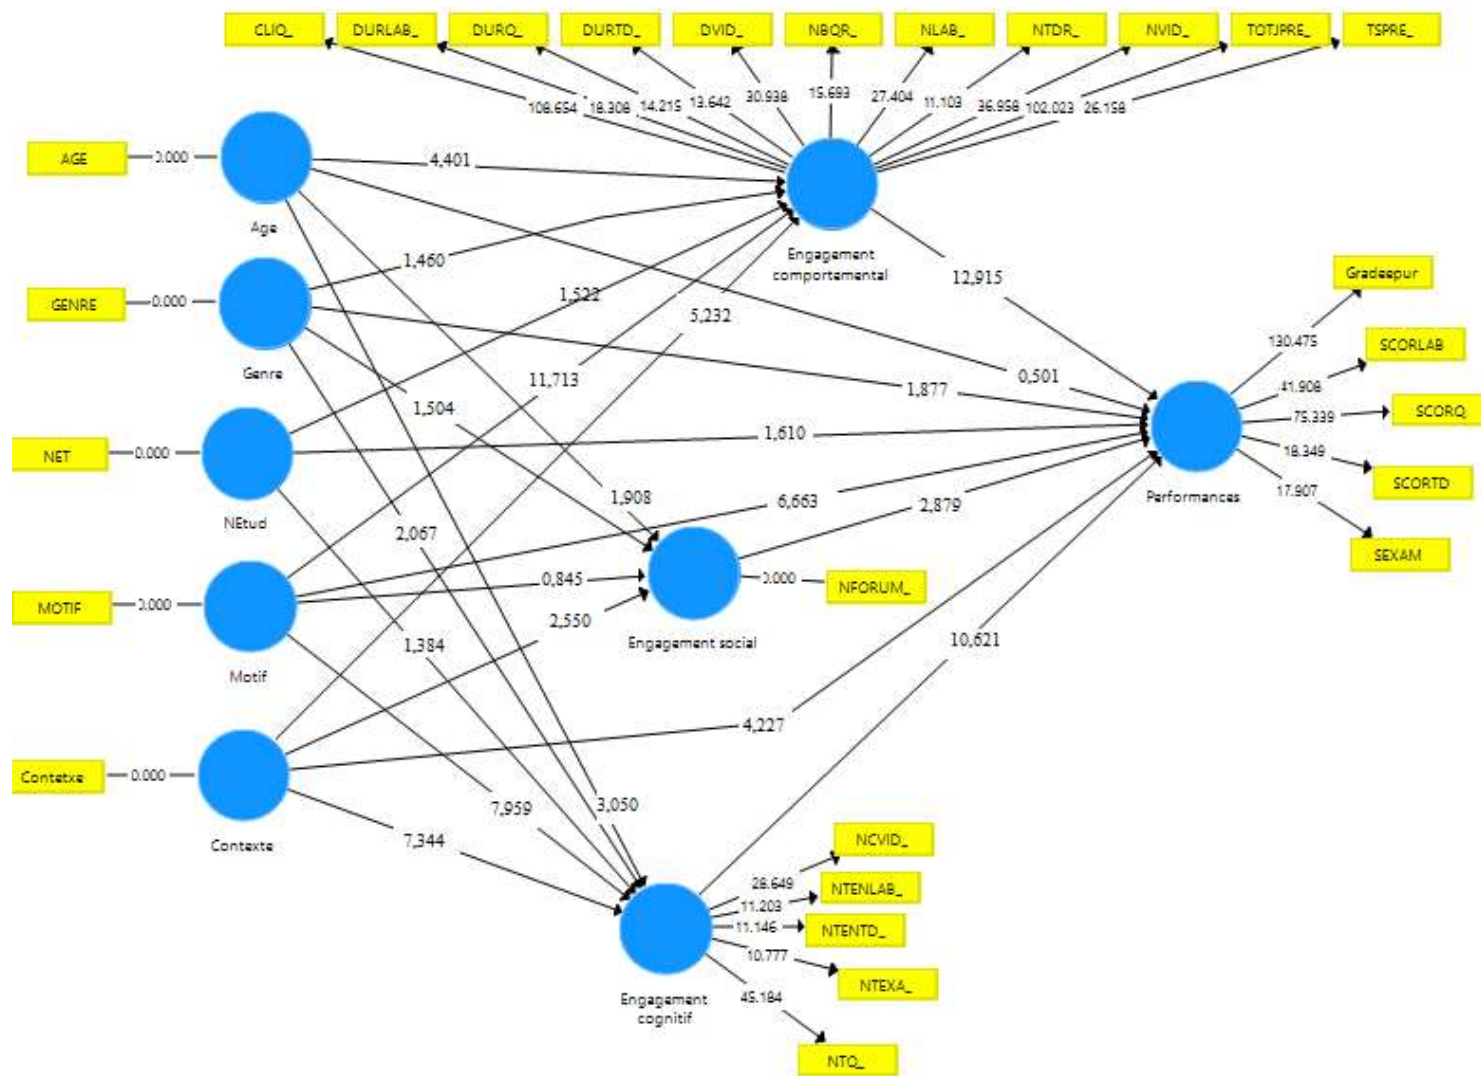 CLIQ_ DURLAB_ DURQ_ DURTD_ DVID_ NBQR_ NLAB_ NTDR_ NVID_ TOTJPRE_ TSPRE_
108.654 18.308 14.215 13.642 30.938 15.693 27.404 11.103 36.958 102.023 26.158
AGE
0.000
4,401
Age
Engagement
comportemental
GENRE
0.000
1,460
Genre
12,915
Gradeepur
130.475
1,522
5,232
SCORLAB
41.908
11,713
0,501
1,877
1,504
SCORQ
75.339
NET
0.000
1,610
NEtud
18.349
SCORTD
Performances
17.907
1,908
6,663
2,879
SEXAM
2,067
MOTIF
0.000
0,845
0.000
NFORUM_
2,550
Engagement social
1,384
10,621
Motif
4,227
Contetxe
0.000
7,959
3,050
7,344
Contexte
NCVID_
28.649
NTENLAB_
11.203
11.146
NTENTD_
10.777
NTEXA_
Engagement
cognitif
45.184
NTQ_